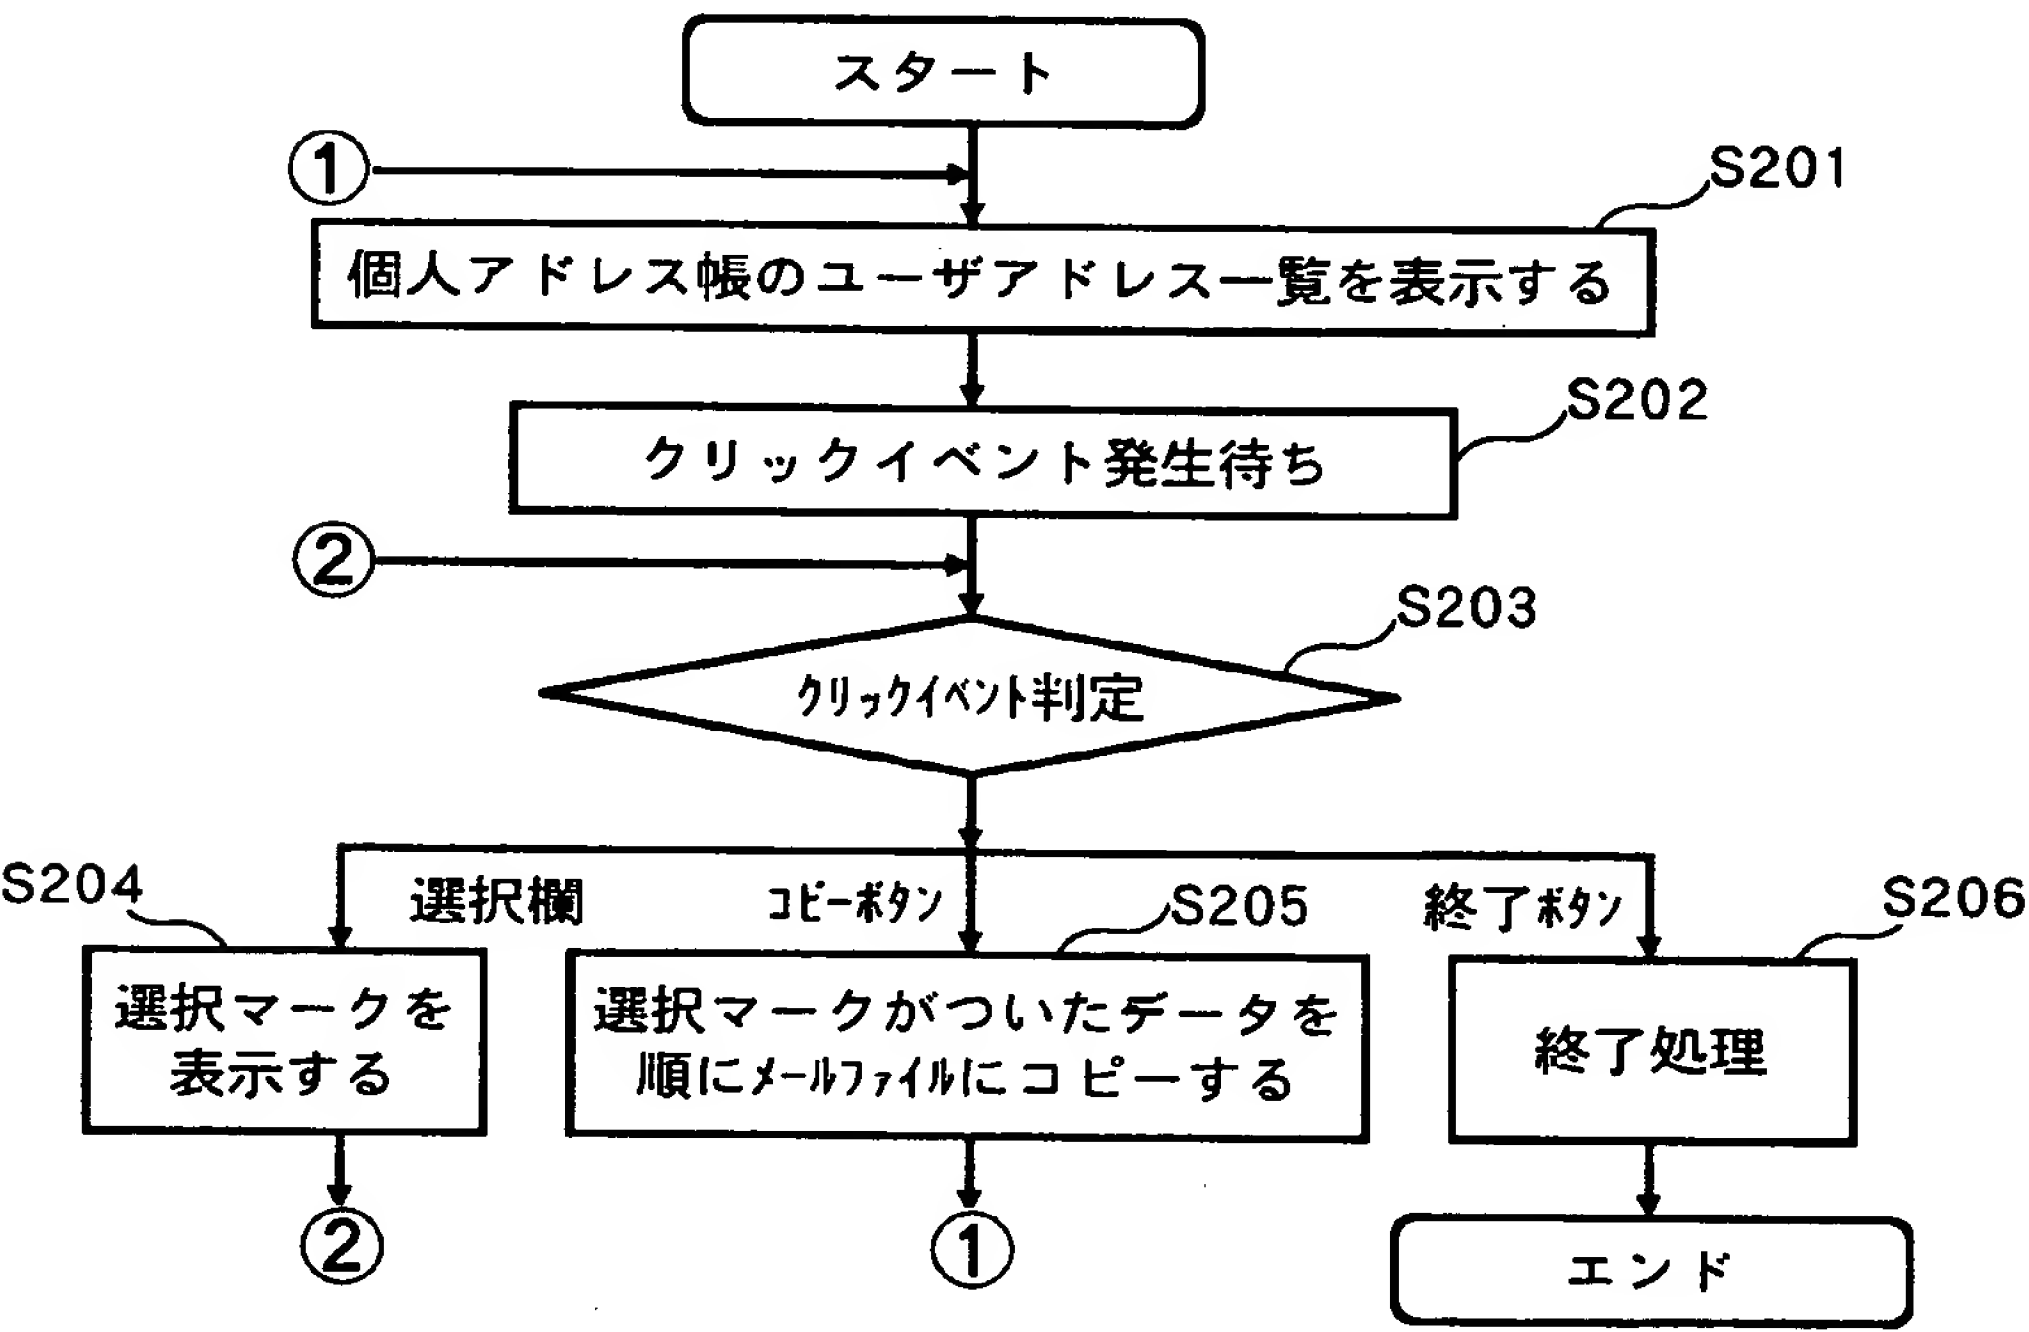 スタート
①
S201
個人アドレス帳のユーザアドレス一覧を表示する
S202
クリックイベント発生待ち
②
S203
クリックイベント判定
S204
選択欄
コピーボタン
S205
終了ボタン
S206
選択マークを
表示する
選択マークがついたデータを
順にメールファイルにコピーする
終了処理
②
①
エンド